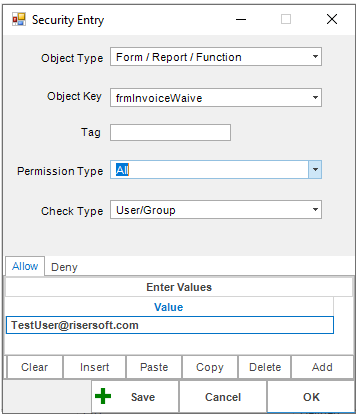 Security Entry
Object Type Form / Report / Function
Object Key frmInvoiceWaive
Tag
Permission Type All
Check Type User/Group
Allow Deny
Enter Values
Value
TestUser@risersoft.com
Clear Insert Paste Copy Delete Add
Save Cancel OK